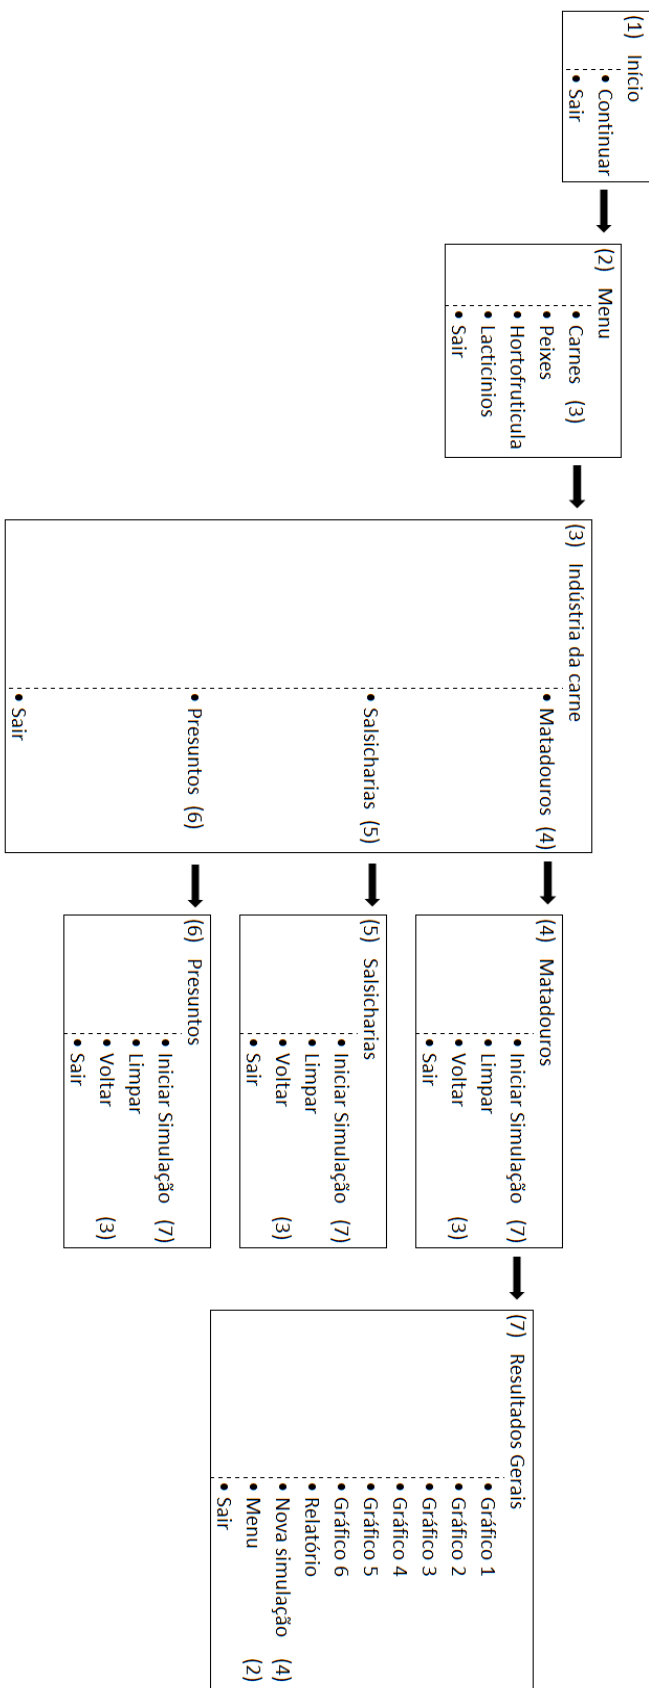 (1) Início
• Continuar
• Sair
(2) Menu
• Carnes (3)
• Peixes
• Hortofruticula
• Lacticínios
• Sair
(3) Indústria da carne
• Matadouros (4)
• Salsicharias (5)
• Presuntos (6)
• Sair
(4) Matadouros
• Iniciar Simulação (7)
• Limpar
• Voltar (3)
• Sair
(5) Salsicharias
• Iniciar Simulação (7)
• Limpar
• Voltar (3)
• Sair
(6) Presuntos
• Iniciar Simulação (7)
• Limpar
• Voltar (3)
• Sair
(7) Resultados Gerais
• Gráfico 1
• Gráfico 2
• Gráfico 3
• Gráfico 4
• Gráfico 5
• Gráfico 6
• Relatório
• Nova simulação (4)
• Menu (2)
• Sair